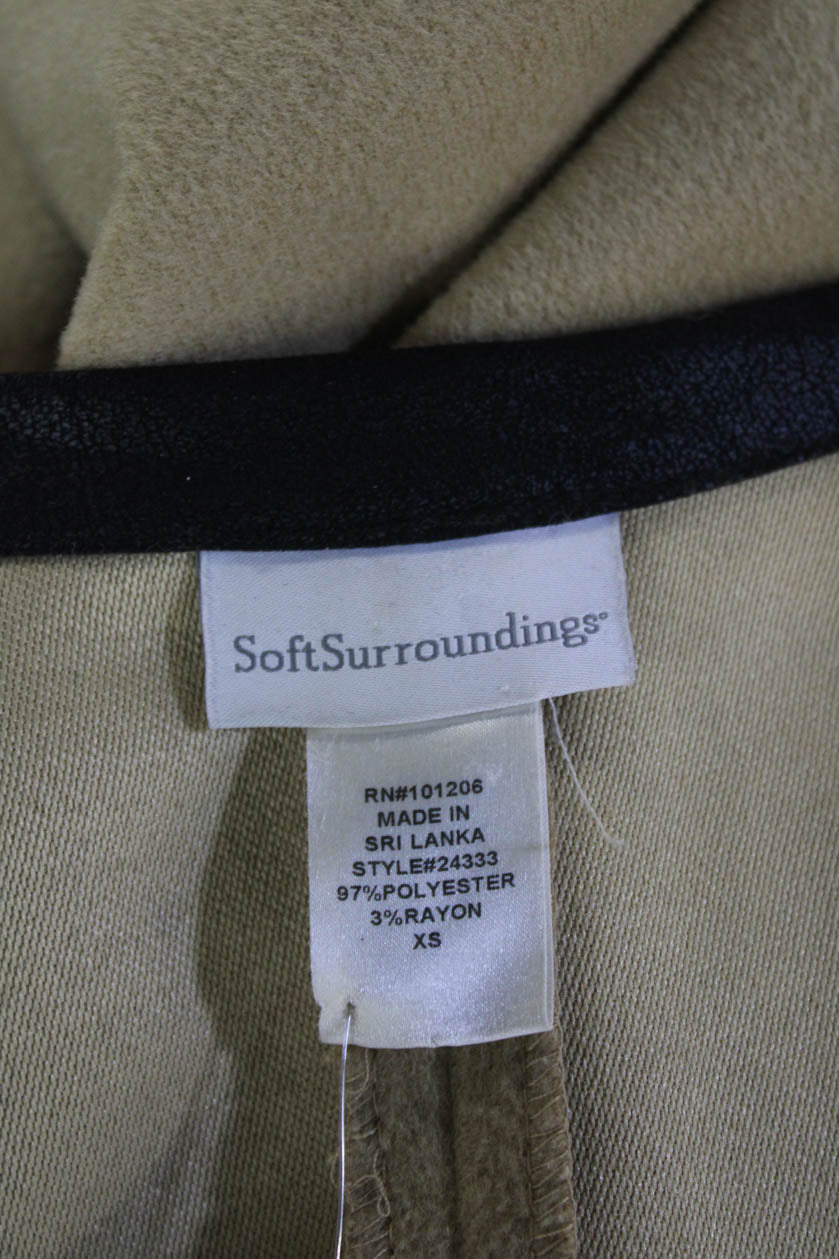 SoftSurroundings®
RN#101206
MADE IN
SRI LANKA
STYLE#24333
97%POLYESTER
3%RAYON
XS